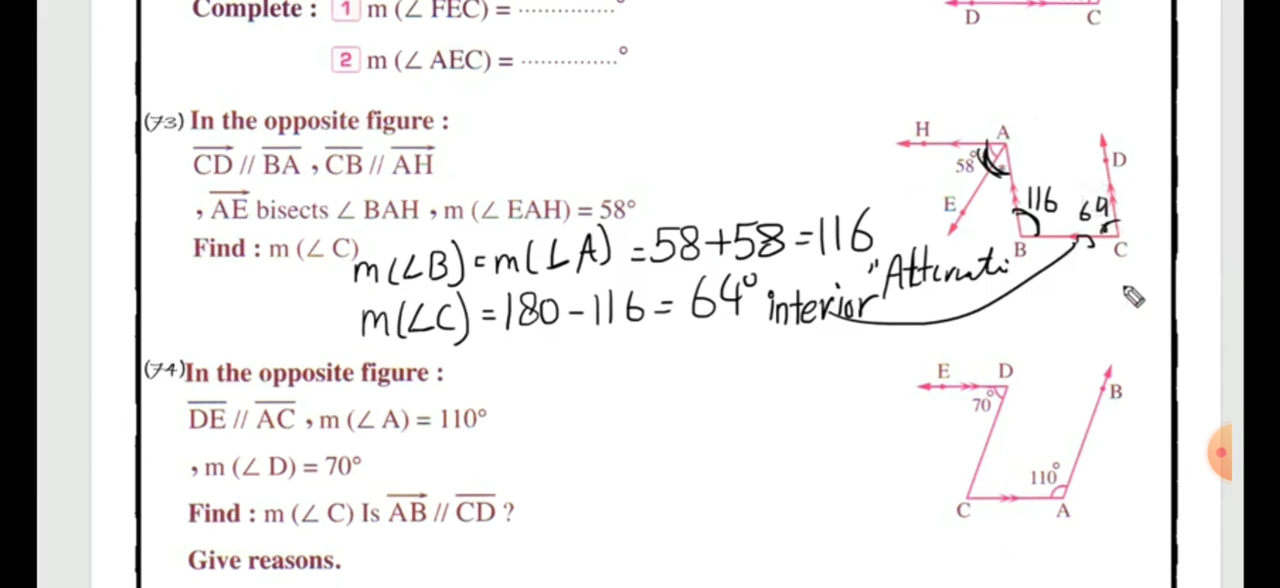 Complete : 1 m (∠ FEC) = ..............°
D C
2 m (∠ AEC) = ..............°
(73) In the opposite figure :
CD // BA , CB // AH
, AE bisects ∠ BAH , m (∠ EAH) = 58°
Find : m (∠ C)
m(∠B) = m(∠A) = 58+58 = 116
m(∠C) = 180 - 116 = 64° interior "Atternati
H A
58°
D
E
116 64
B C
(74) In the opposite figure :
DE // AC , m (∠ A) = 110°
, m (∠ D) = 70°
Find : m (∠ C) Is AB // CD ?
Give reasons.
E D
B
70°
110°
C A